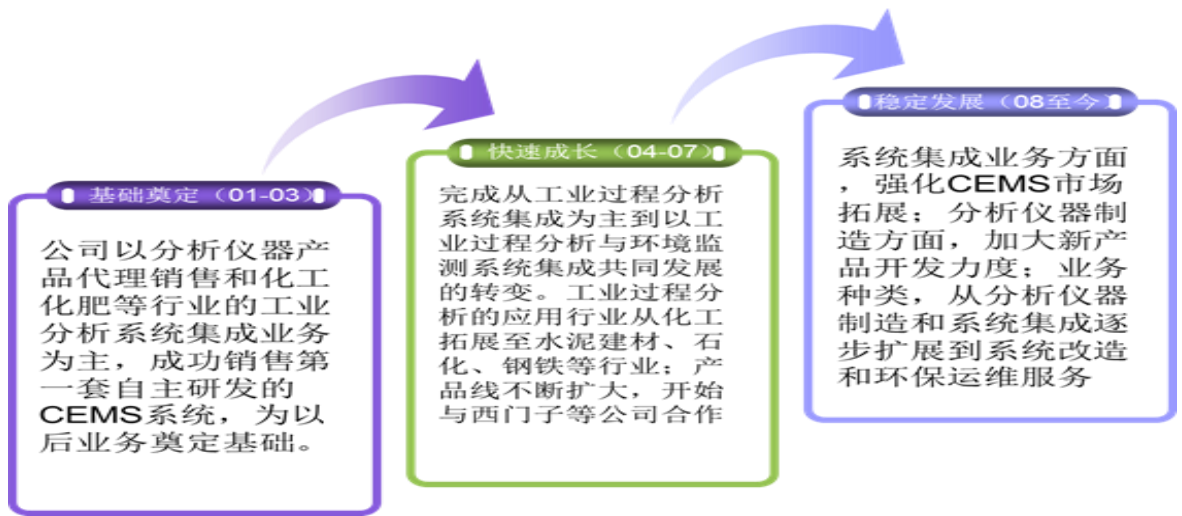 基础奠定（01-03）
公司以分析仪器产
品代理销售和化工
化肥等行业的工业
分析系统集成业务
为主，成功销售第
一套自主研发的
CEMS系统，为以
后业务奠定基础。
快速成长（04-07）
完成从工业过程分析
系统集成为主到以工
业过程分析与环境监
测系统集成共同发展
的转变。工业过程分
析的应用行业从化工
拓展至水泥建材、石
化、钢铁等行业；产
品线不断扩大，开始
与西门子等公司合作
稳定发展（08至今）
系统集成业务方面
，强化CEMS市场
拓展；分析仪器制
造方面，加大新产
品开发力度；业务
种类，从分析仪器
制造和系统集成逐
步扩展到系统改造
和环保运维服务